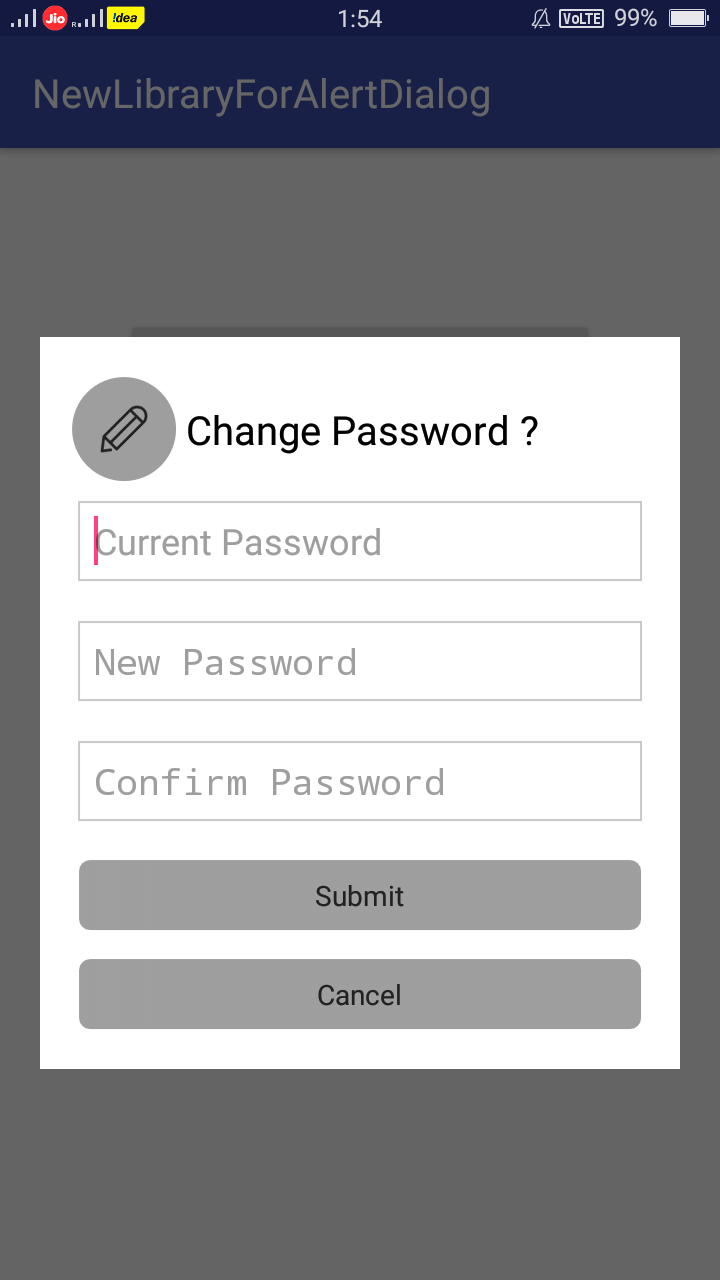 Jio R !dea 1:54 VoLTE 99%
NewLibraryForAlertDialog
Change Password ?
Current Password
New Password
Confirm Password
Submit
Cancel